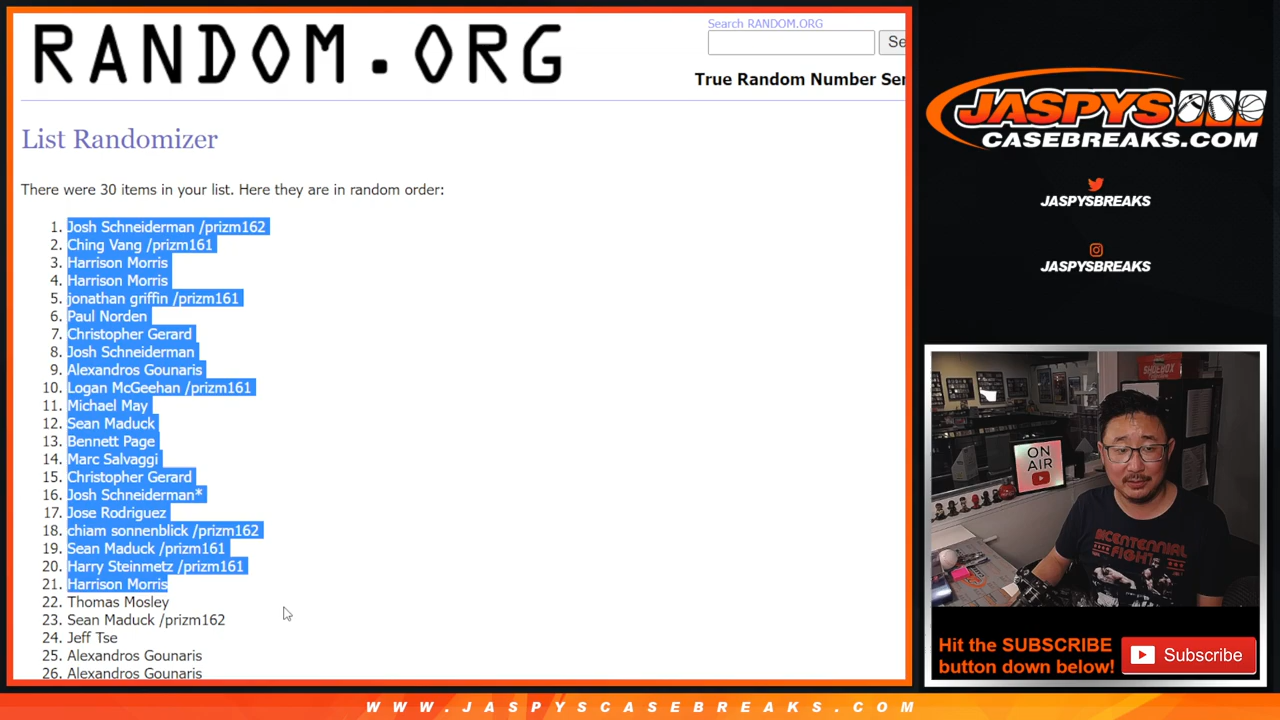 RANDOM.ORG
Search RANDOM.ORG
Se
True Random Number Ser
List Randomizer
There were 30 items in your list. Here they are in random order:
1. Josh Schneiderman /prizm162
2. Ching Vang /prizm161
3. Harrison Morris
4. Harrison Morris
5. jonathan griffin /prizm161
6. Paul Norden
7. Christopher Gerard
8. Josh Schneiderman
9. Alexandros Gounaris
10. Logan McGeehan /prizm161
11. Michael May
12. Sean Maduck
13. Bennett Page
14. Marc Salvaggi
15. Christopher Gerard
16. Josh Schneiderman*
17. Jose Rodriguez
18. chiam sonnenblick /prizm162
19. Sean Maduck /prizm161
20. Harry Steinmetz /prizm161
21. Harrison Morris
22. Thomas Mosley
23. Sean Maduck /prizm162
24. Jeff Tse
25. Alexandros Gounaris
26. Alexandros Gounaris
JASPYS
CASEBREAKS.COM
JASPYSBREAKS
JASPYSBREAKS
SHOEBOX
ON
AIR
BICENTENNIAL
FIGHT
Hit the SUBSCRIBE
button down below!
Subscribe
WWW.JASPYSCASEBREAKS.COM